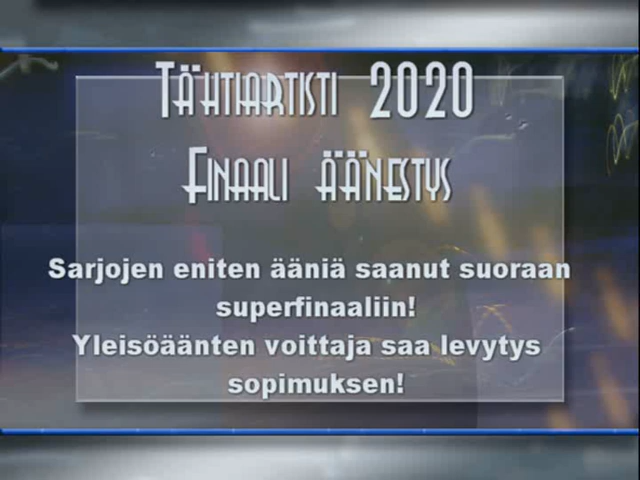 Tähtiartisti 2020
Finaali äänestys
Sarjojen eniten ääniä saanut suoraan
superfinaaliin!
Yleisöäänten voittaja saa levytys
sopimuksen!